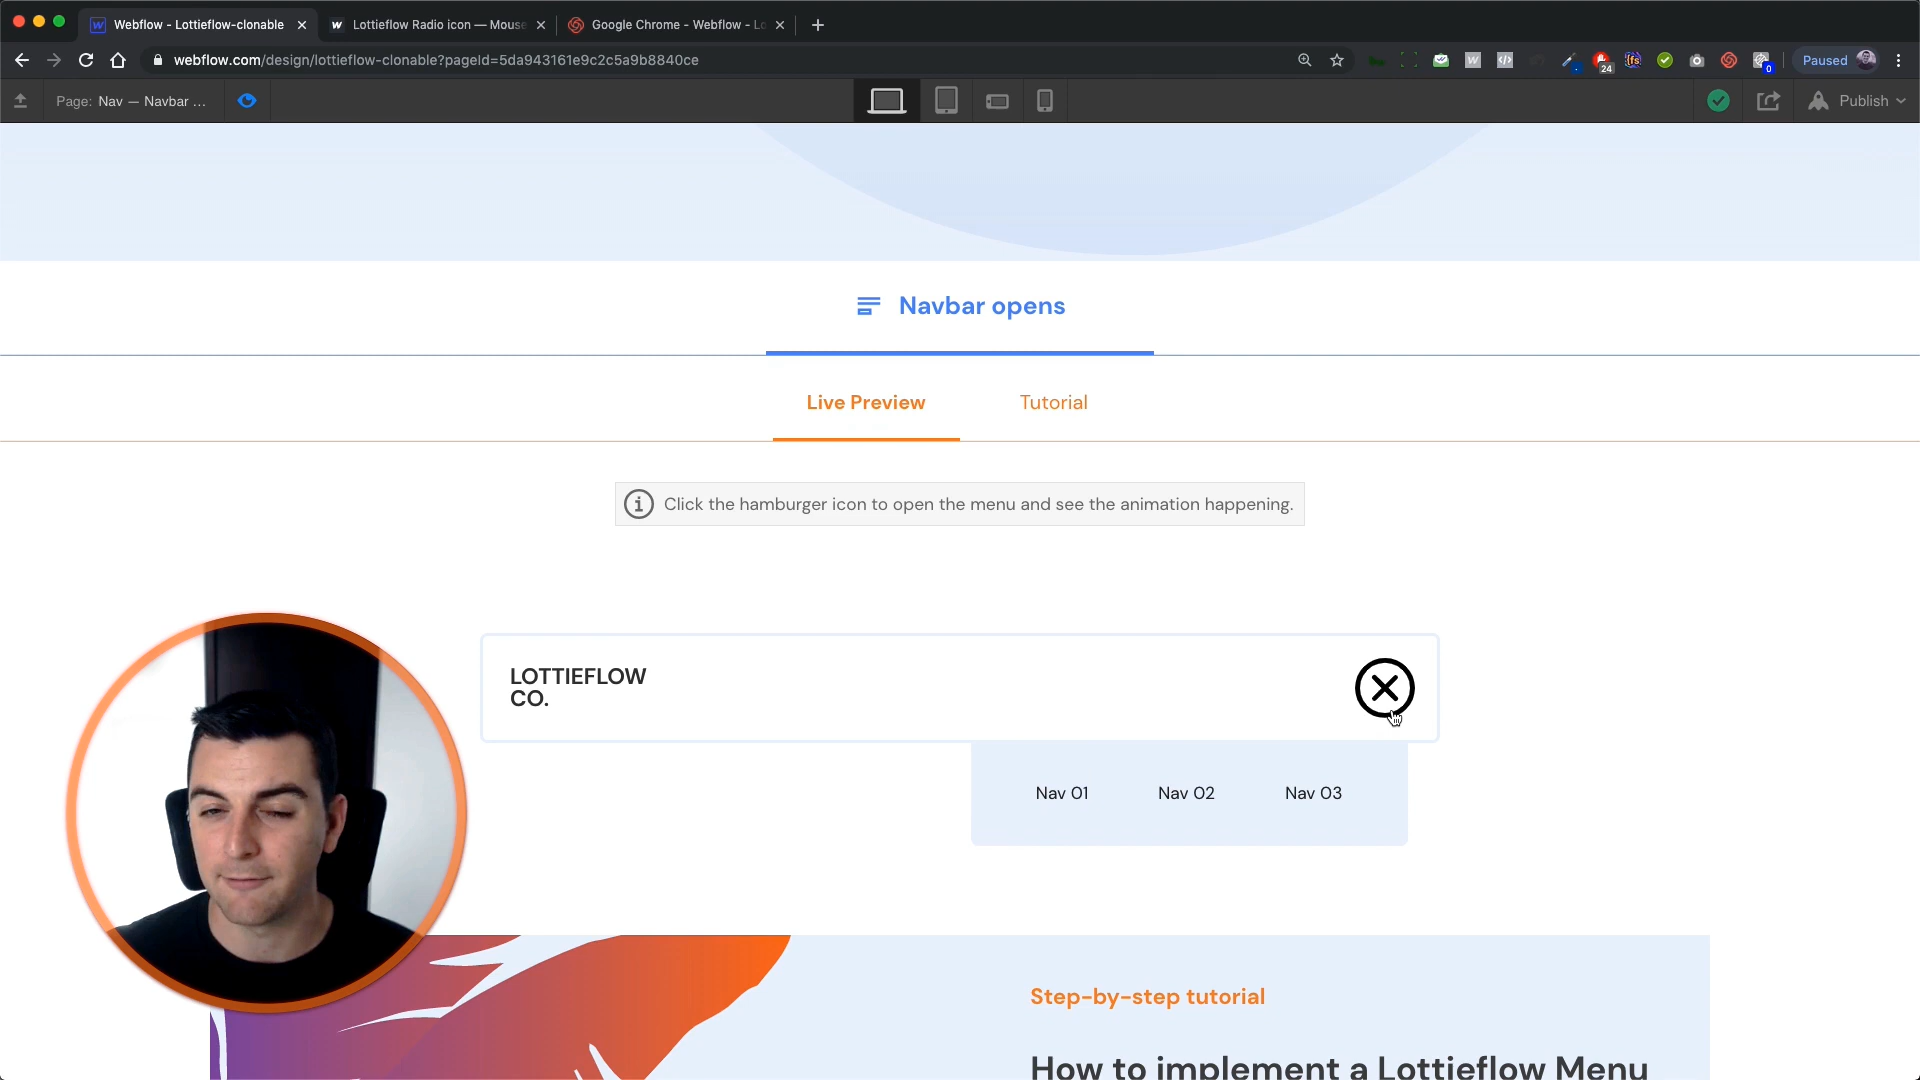 Webflow - Lottieflow-clonable
Lottieflow Radio icon — Mouse
Google Chrome - Webflow - Lo
webflow.com/design/lottieflow-clonable?pageId=5da943161e9c2c5a9b8840ce
24
fs
0
Paused
Page: Nav — Navbar ...
Publish
Navbar opens
Live Preview
Tutorial
Click the hamburger icon to open the menu and see the animation happening.
LOTTIEFLOW
CO.
Nav 01
Nav 02
Nav 03
Step-by-step tutorial
How to implement a Lottieflow Menu